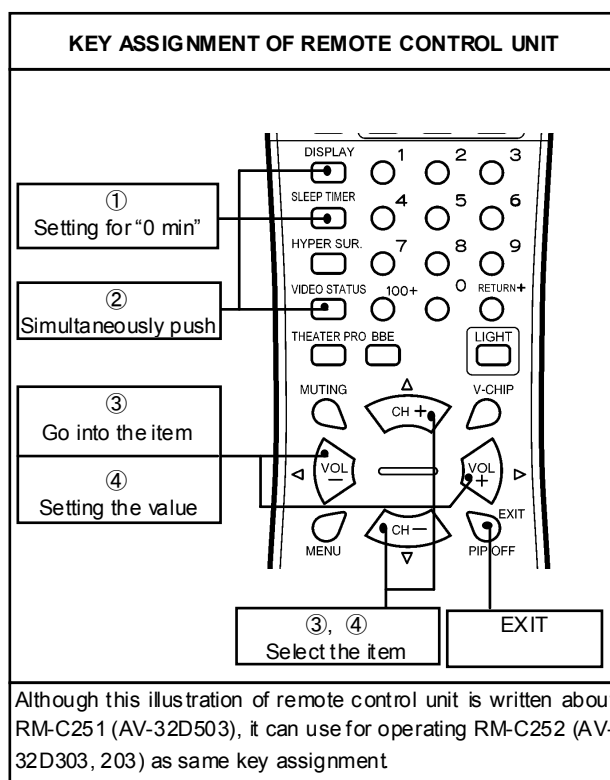 KEY ASSIGNMENT OF REMOTE CONTROL UNIT
DISPLAY 1 2 3
① Setting for “0 min”
SLEEP TIMER 4 5 6
HYPER SUR. 7 8 9
② Simultaneously push
VIDEO STATUS 100+ 0 RETURN+
THEATER PRO BBE LIGHT
MUTING CH + V-CHIP
③
Go into the item
④
Setting the value
VOL − VOL +
MENU CH − EXIT
PIP OFF
③, ④
Select the item
EXIT
Although this illustration of remote control unit is written abou
RM-C251 (AV-32D503), it can use for operating RM-C252 (AV-
32D303, 203) as same key assignment